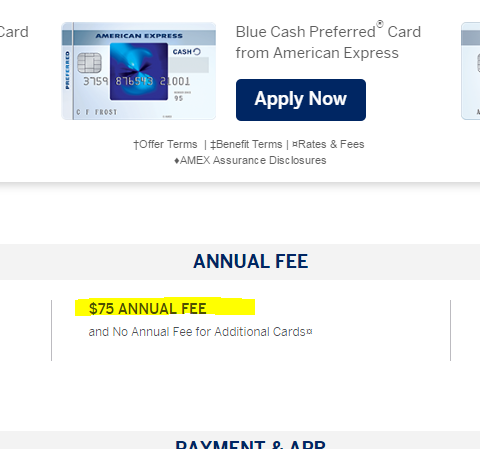 Card
AMERICAN EXPRESS
PREFERRED
CASH
3759 876543 21001
95
C F FROST
Blue Cash Preferred® Card
from American Express
Apply Now
†Offer Terms | ‡Benefit Terms | ¤Rates & Fees
♦AMEX Assurance Disclosures
ANNUAL FEE
$75 ANNUAL FEE
and No Annual Fee for Additional Cards¤
PAYMENT & APR